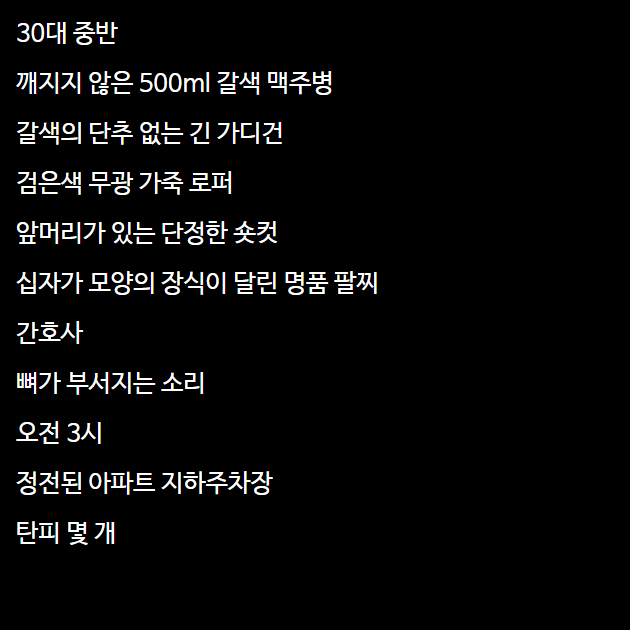 30대 중반
깨지지 않은 500ml 갈색 맥주병
갈색의 단추 없는 긴 가디건
검은색 무광 가죽 로퍼
앞머리가 있는 단정한 숏컷
십자가 모양의 장식이 달린 명품 팔찌
간호사
뼈가 부서지는 소리
오전 3시
정전된 아파트 지하주차장
탄피 몇 개